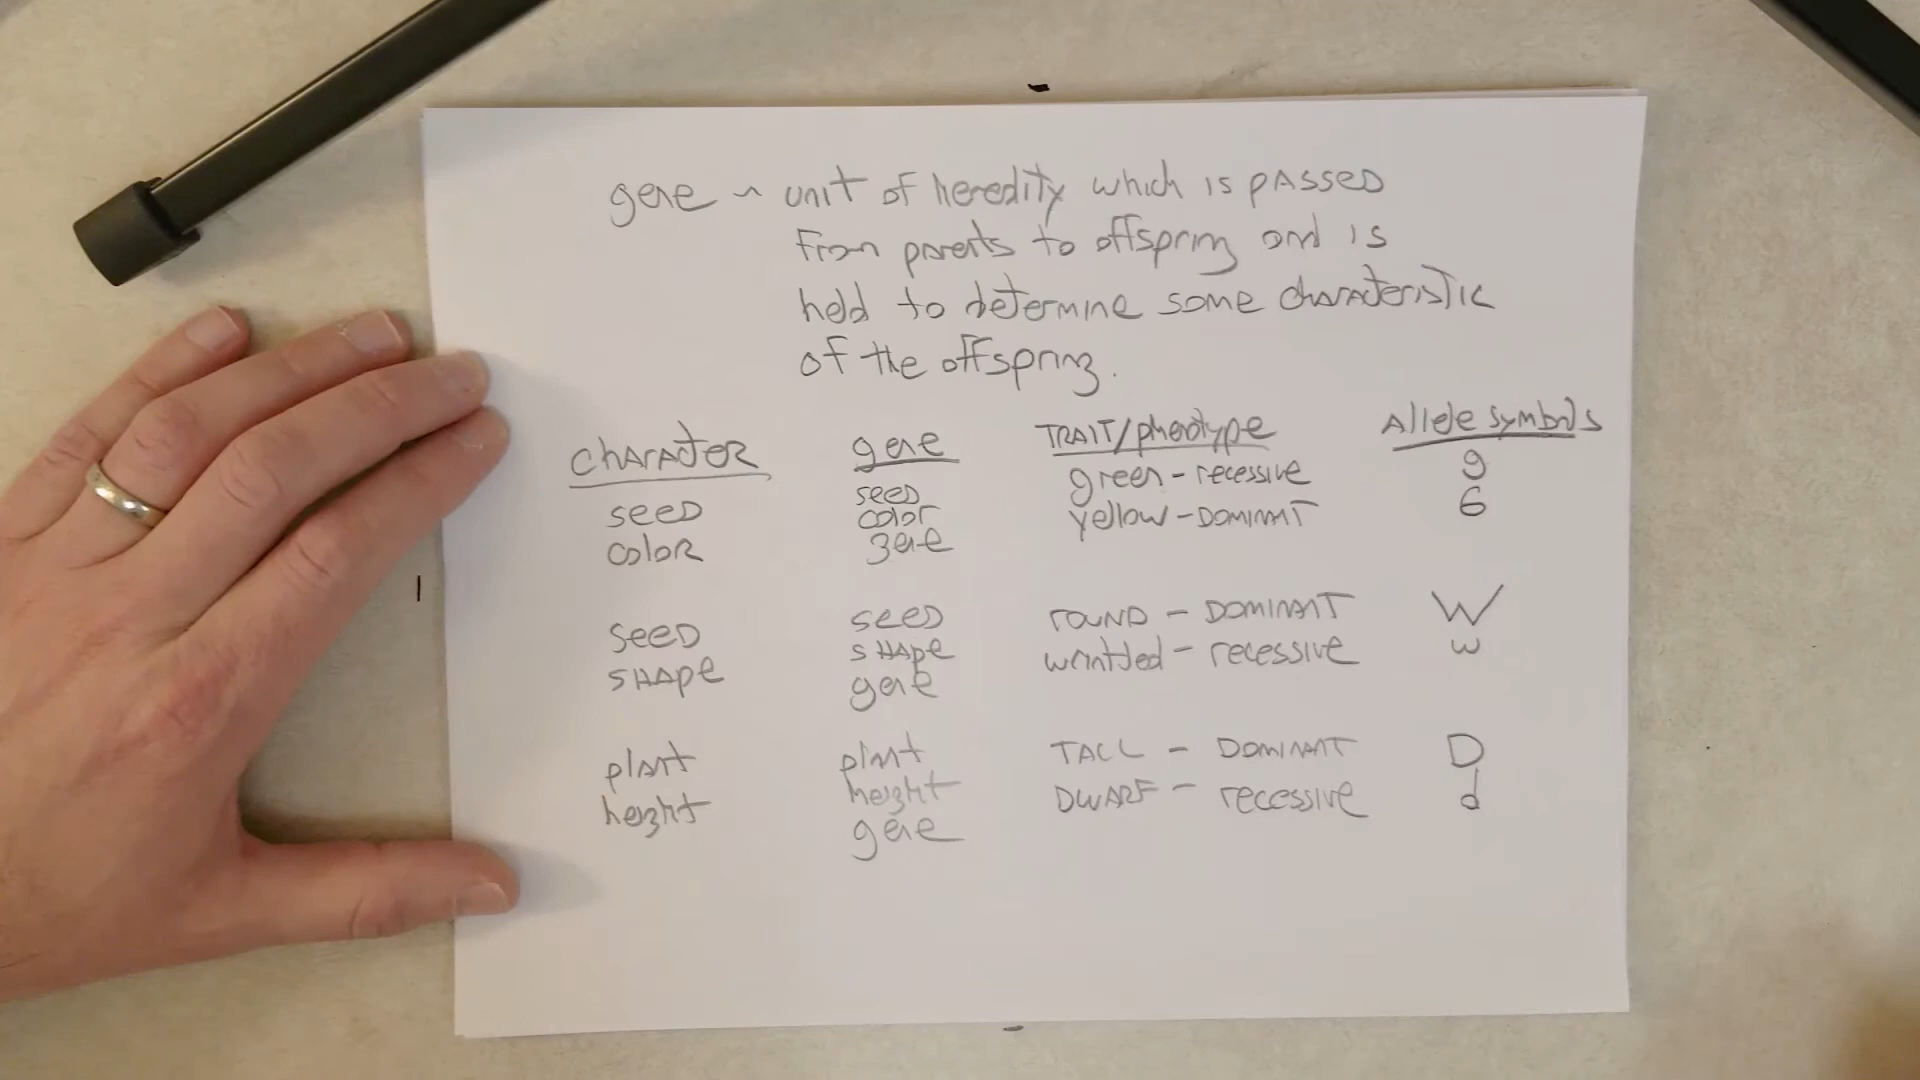 gene ~ unit of heredity which is passed
from parents to offspring and is
held to determine some characteristic
of the offspring.
character gene TRAIT/phenotype Allele symbols
seed color seed color gene green - recessive g
yellow - DOMINANT G
seed shape seed shape gene round - DOMINANT W
wrinkled - recessive w
plant height plant height gene TALL - DOMINANT D
DWARF - recessive d